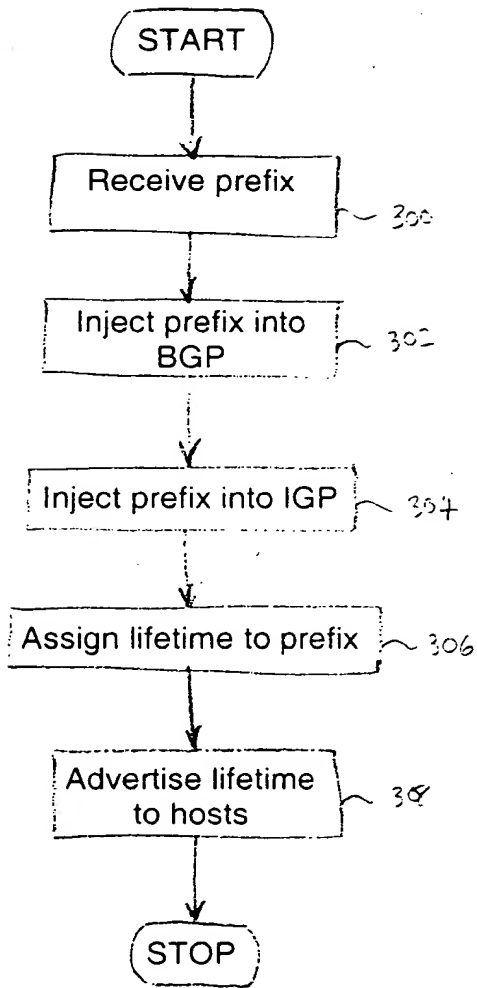 START
Receive prefix
300
Inject prefix into
BGP
302
Inject prefix into IGP
304
Assign lifetime to prefix
306
Advertise lifetime
to hosts
308
STOP